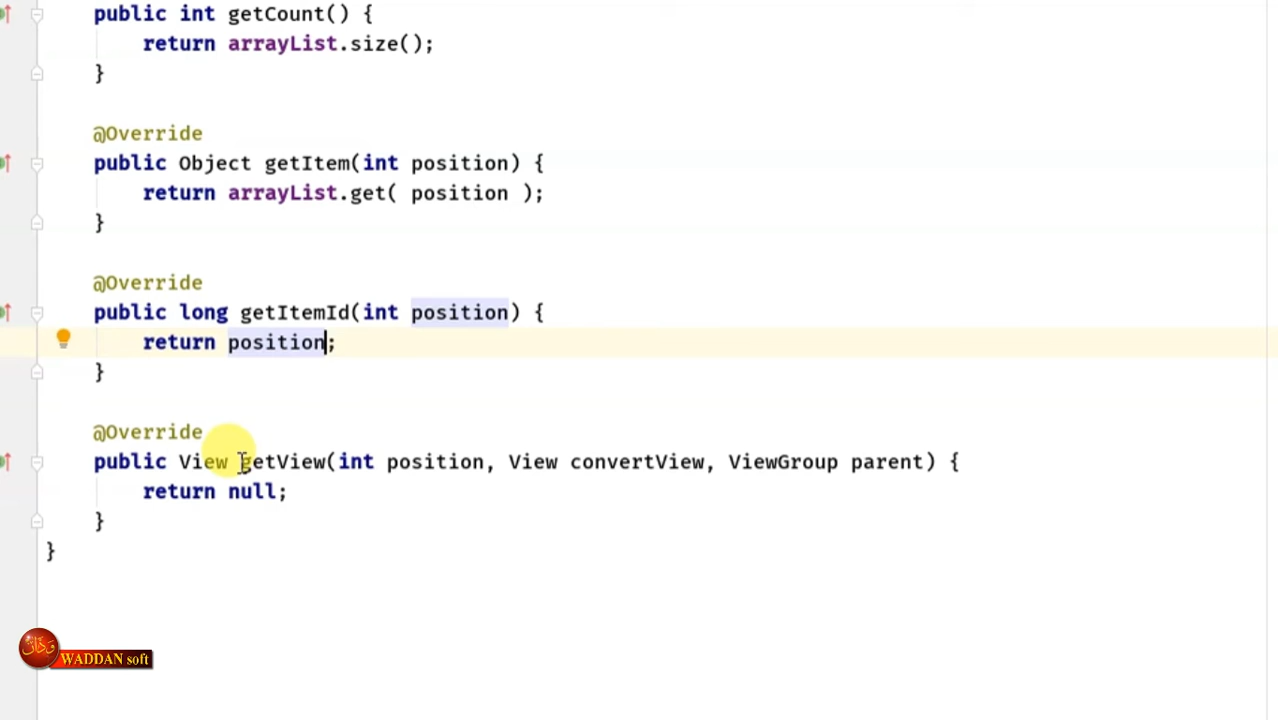 public int getCount() {
return arrayList.size();
}
@Override
public Object getItem(int position) {
return arrayList.get( position );
}
@Override
public long getItemId(int position) {
return position;
}
@Override
public View getView(int position, View convertView, ViewGroup parent) {
return null;
}
}
ودّان
WADDAN soft